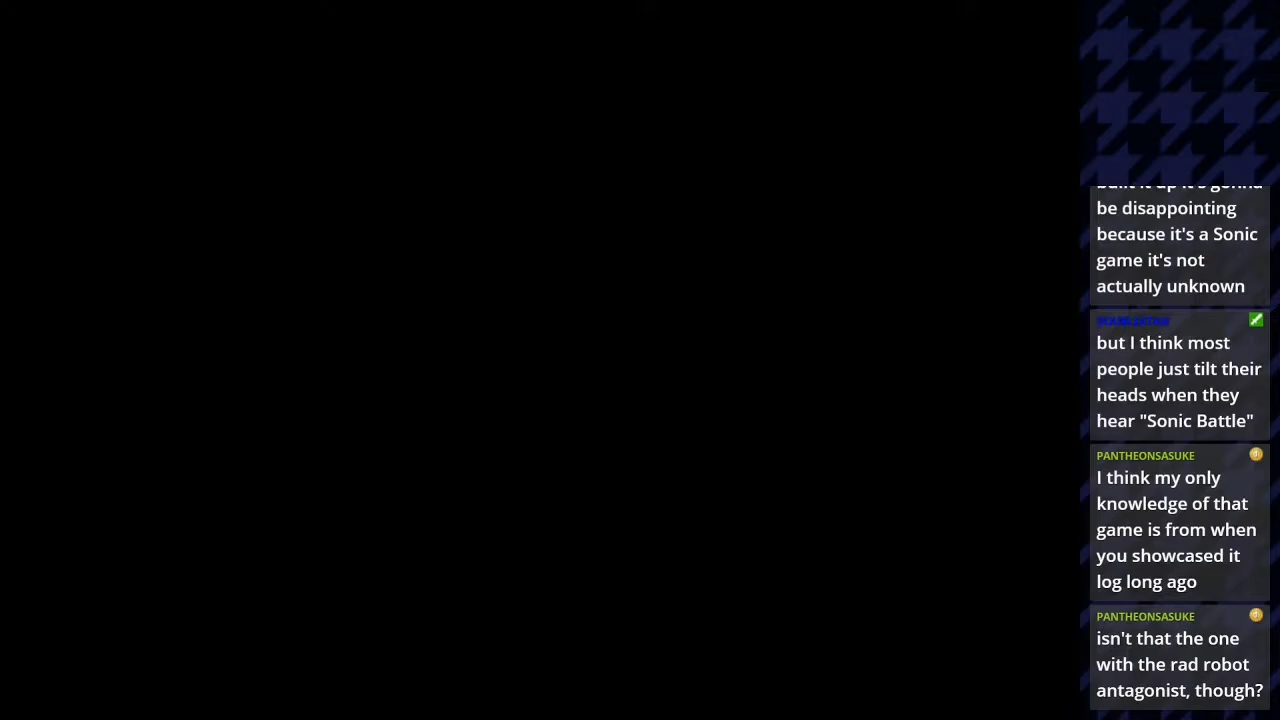 be disappointing
because it's a Sonic
game it's not
actually unknown
but I think most
people just tilt their
heads when they
hear "Sonic Battle"
PANTHEONSASUKE
I think my only
knowledge of that
game is from when
you showcased it
log long ago
PANTHEONSASUKE
isn't that the one
with the rad robot
antagonist, though?